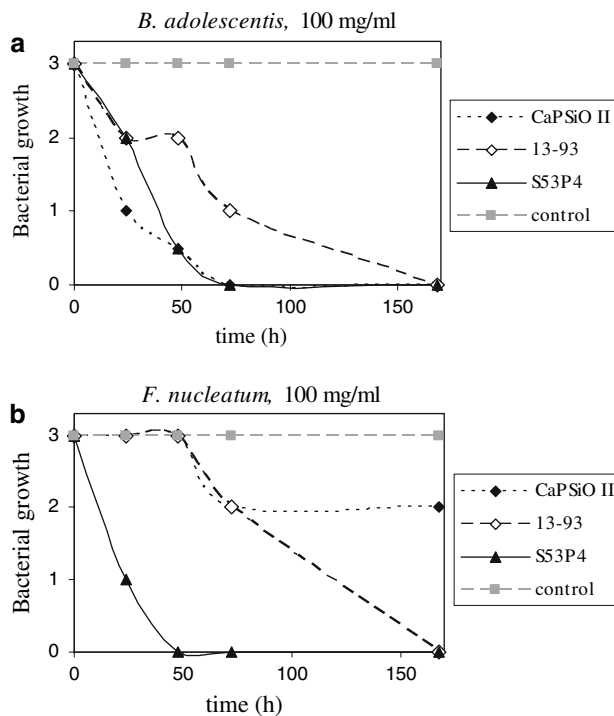 a
B. adolescentis, 100 mg/ml
Bacterial growth
3
2
1
0
0
50
100
150
time (h)
CaPSiO II
13-93
S53P4
control
b
F. nucleatum, 100 mg/ml
Bacterial growth
3
2
1
0
0
50
100
150
time (h)
CaPSiO II
13-93
S53P4
control